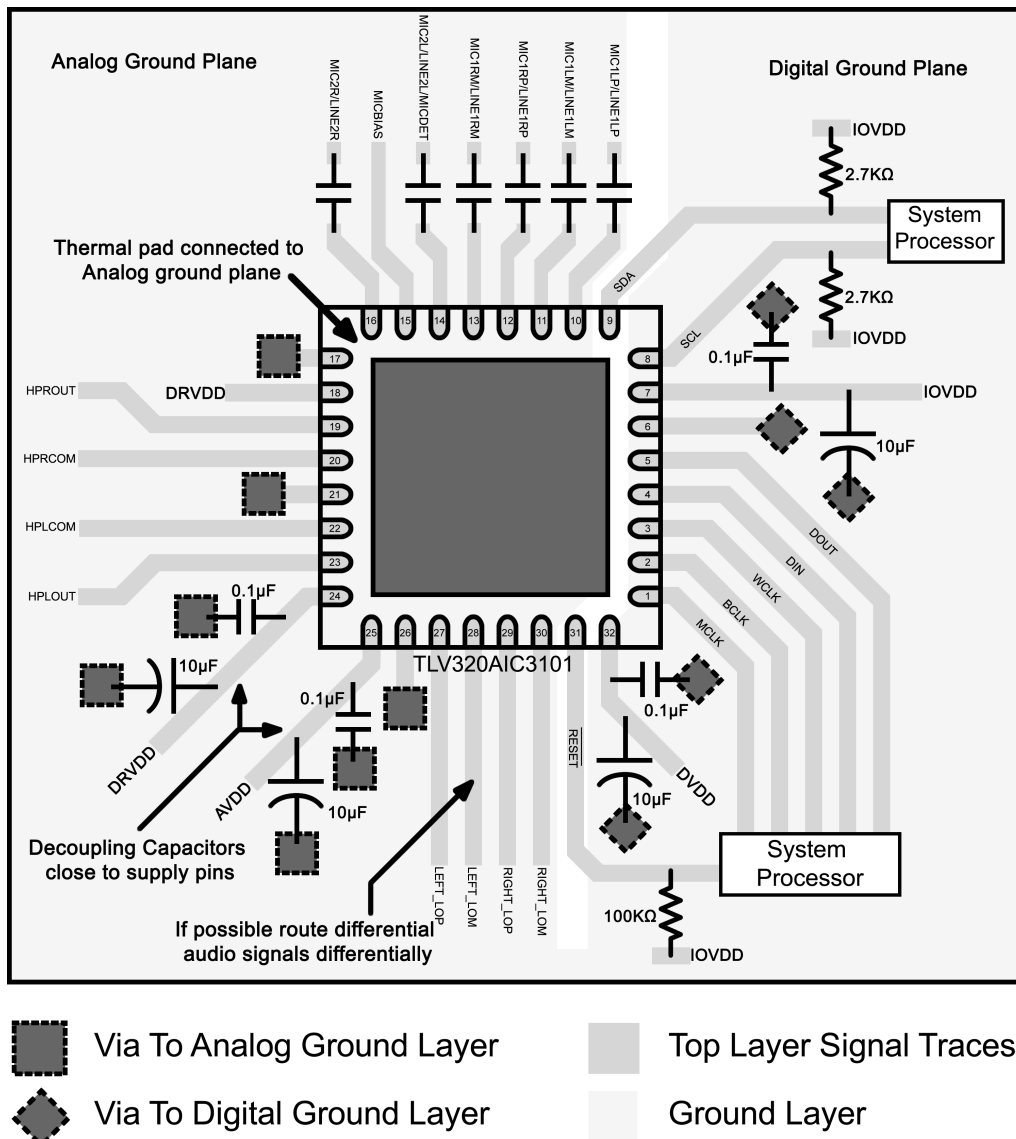 Analog Ground Plane
Digital Ground Plane
MIC2R/LINE2R
MICBIAS
MIC2L/LINE2L/MICDET
MIC1RM/LINE1RM
MIC1RP/LINE1RP
MIC1LM/LINE1LM
MIC1LP/LINE1LP
IOVDD
2.7KΩ
System
Processor
2.7KΩ
IOVDD
Thermal pad connected to
Analog ground plane
SDA
SCL
0.1µF
16
15
14
13
12
11
10
9
17
18
19
20
21
22
23
24
8
7
6
5
4
3
2
1
25
26
27
28
29
30
31
32
HPROUT
DRVDD
HPRCOM
HPLCOM
HPLOUT
IOVDD
10µF
DOUT
DIN
WCLK
BCLK
MCLK
TLV320AIC3101
0.1µF
10µF
0.1µF
DRVDD
AVDD
10µF
RESET
0.1µF
10µF
DVDD
Decoupling Capacitors
close to supply pins
LEFT_LOP
LEFT_LOM
RIGHT_LOP
RIGHT_LOM
System
Processor
100KΩ
IOVDD
If possible route differential
audio signals differentially
Via To Analog Ground Layer
Top Layer Signal Traces
Via To Digital Ground Layer
Ground Layer